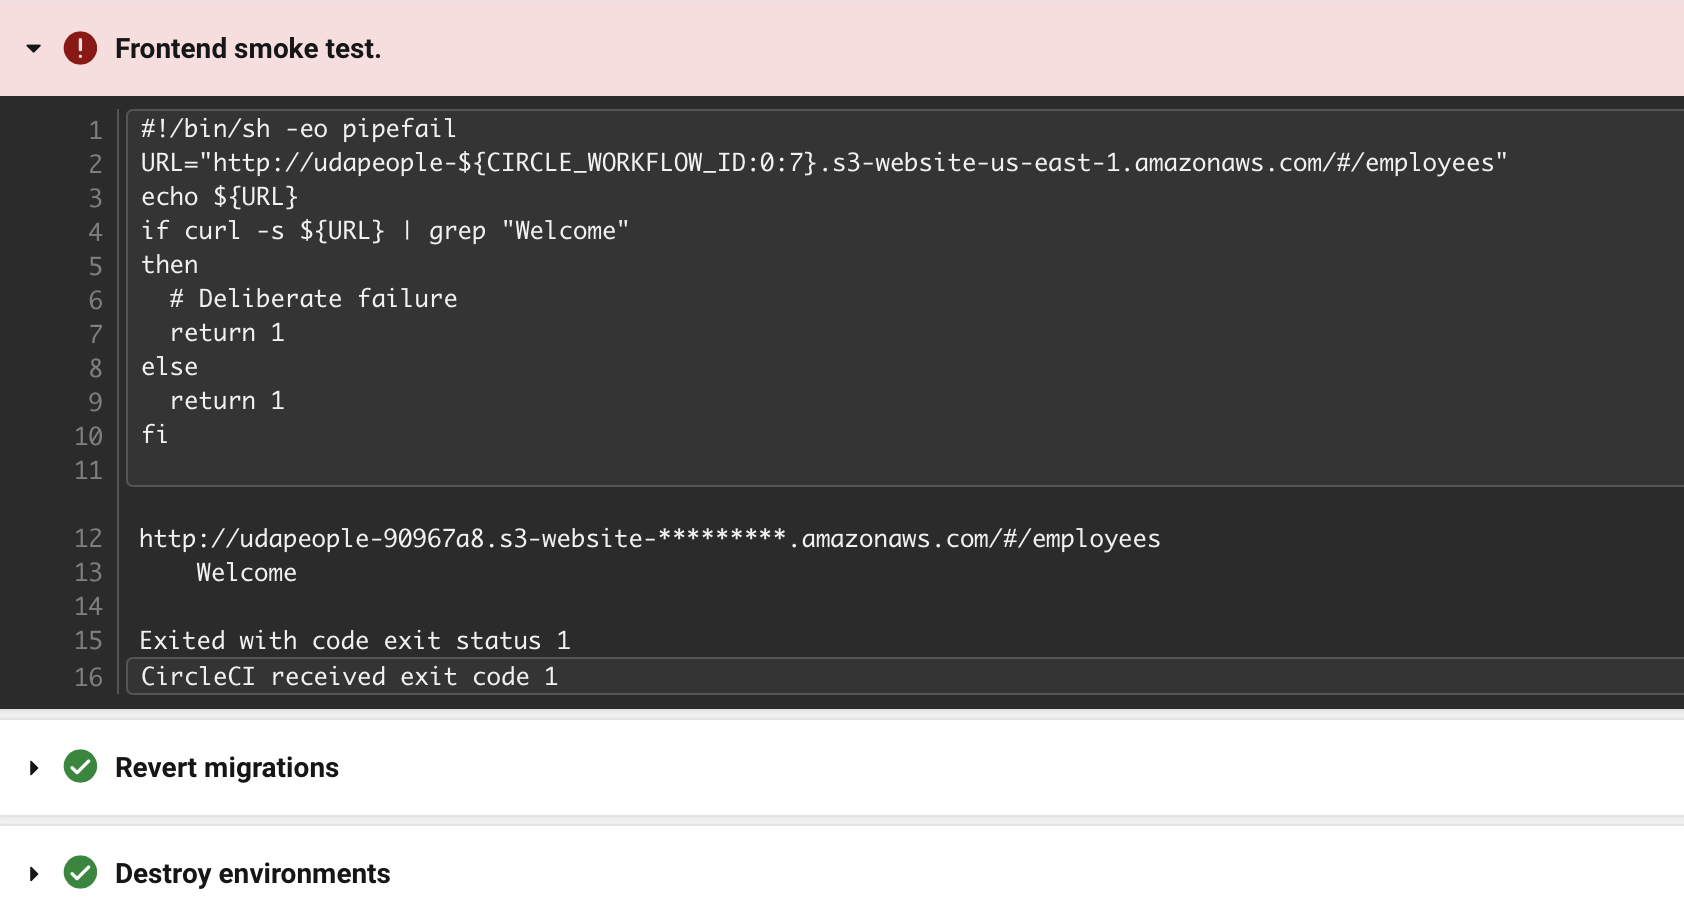 Frontend smoke test.
1 #!/bin/sh -eo pipefail
2 URL="http://udapeople-${CIRCLE_WORKFLOW_ID:0:7}.s3-website-us-east-1.amazonaws.com/#/employees"
3 echo ${URL}
4 if curl -s ${URL} | grep "Welcome"
5 then
6   # Deliberate failure
7   return 1
8 else
9   return 1
10 fi
11
12 http://udapeople-90967a8.s3-website-*********.amazonaws.com/#/employees
13     Welcome
14
15 Exited with code exit status 1
16 CircleCI received exit code 1
Revert migrations
Destroy environments